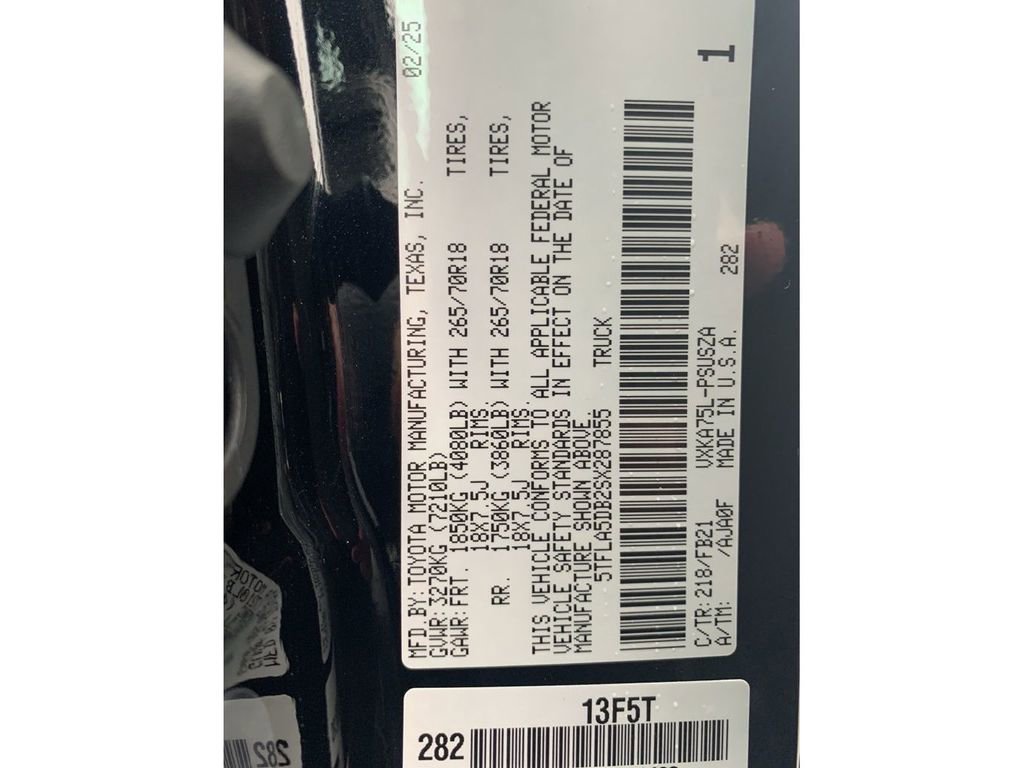 MFD.BY:TOYOTA MOTOR MANUFACTURING, TEXAS, INC. 02/25
GVWR:3270KG (7210LB)
GAWR:FRT. 1850KG (4080LB) WITH 265/70R18 TIRES,
18X7.5J RIMS,
RR. 1750KG (3860LB) WITH 265/70R18 TIRES,
18X7.5J RIMS.
THIS VEHICLE CONFORMS TO ALL APPLICABLE FEDERAL MOTOR
VEHICLE SAFETY STANDARDS IN EFFECT ON THE DATE OF
MANUFACTURE SHOWN ABOVE.
5TFLA5DB2SX287855 TRUCK
C/TR:218/FB21 VXKA75L-PSUSZA 1
A/TM: /AJA0F MADE IN U.S.A. 282
13F5T
282
282